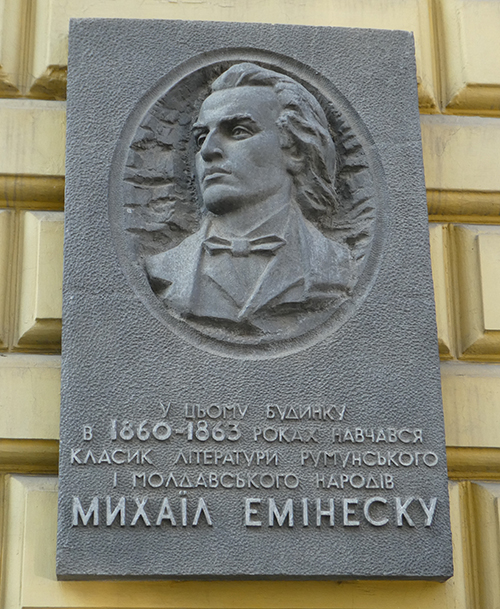 У ЦЬОМУ БУДИНКУ
В 1860-1863 РОКАХ НАВЧАВСЯ
КЛАСИК ЛІТЕРАТУРИ РУМУНСЬКОГО
І МОЛДАВСЬКОГО НАРОДІВ
МИХАЇЛ ЕМІНЕСКУ